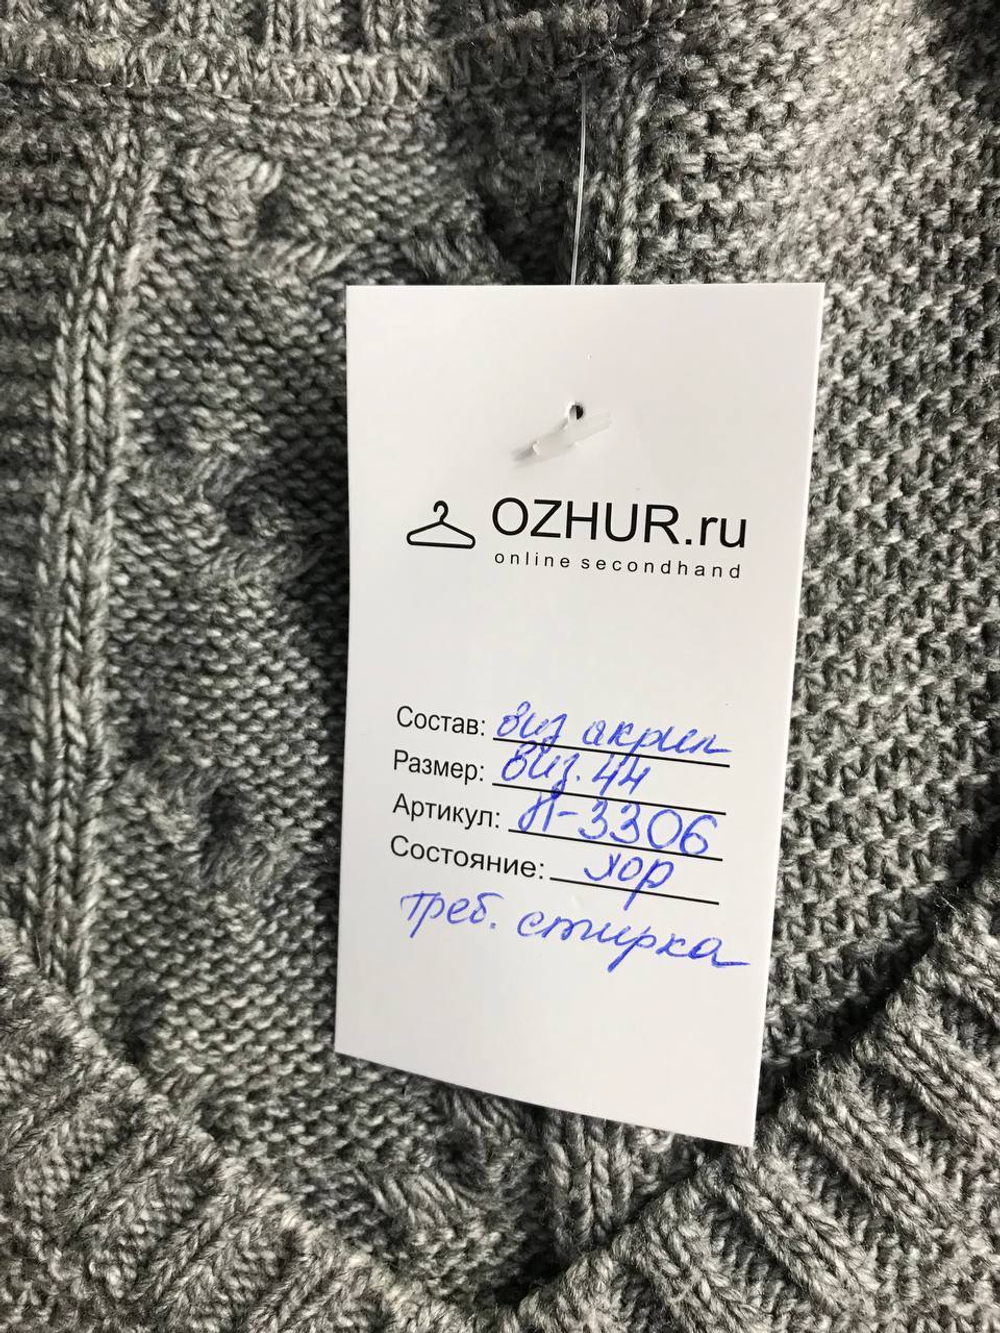 OZHUR.ru
online secondhand
Состав: виз акрил
Размер: виз. 44
Артикул: Н-3306
Состояние: хор
треб. стирка